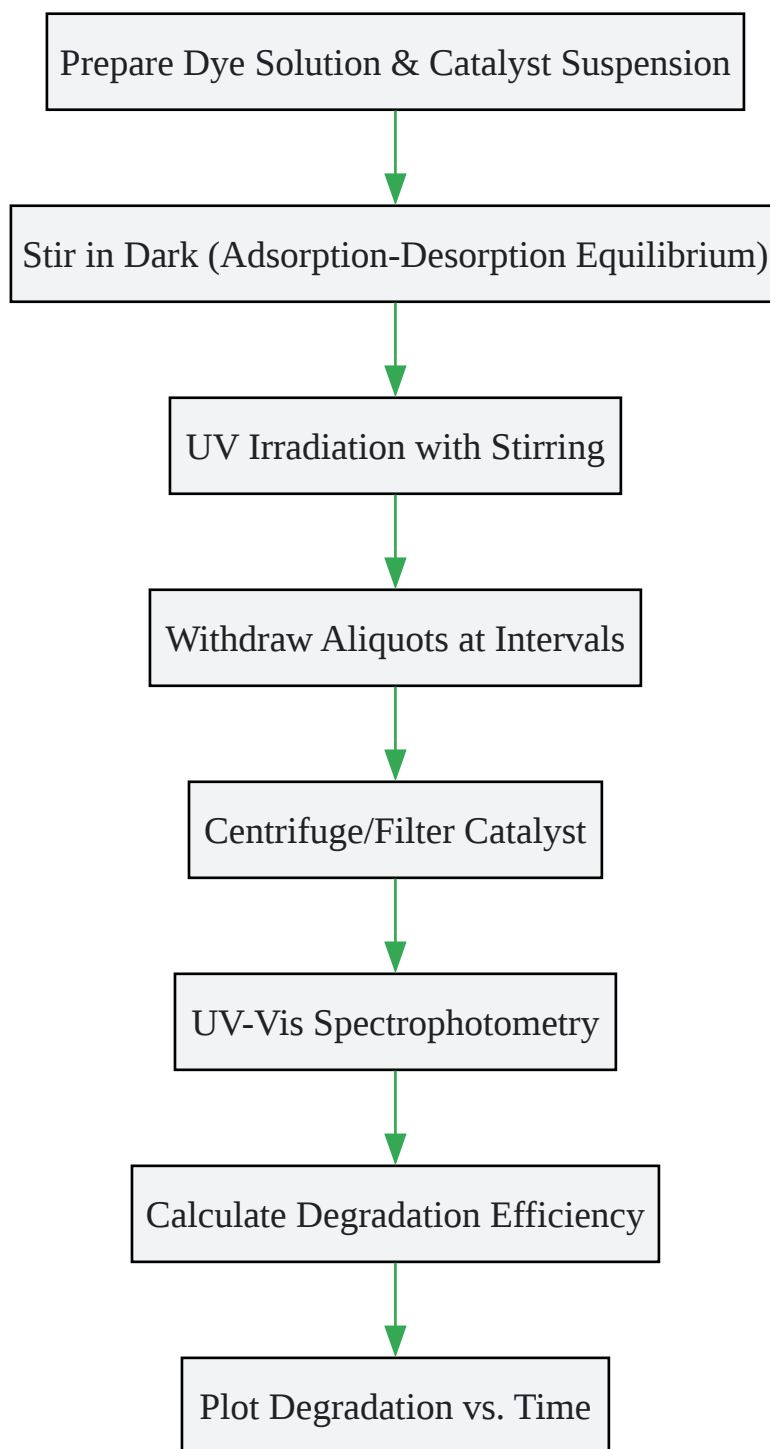 Prepare Dye Solution & Catalyst Suspension
Stir in Dark (Adsorption-Desorption Equilibrium)
UV Irradiation with Stirring
Withdraw Aliquots at Intervals
Centrifuge/Filter Catalyst
UV-Vis Spectrophotometry
Calculate Degradation Efficiency
Plot Degradation vs. Time